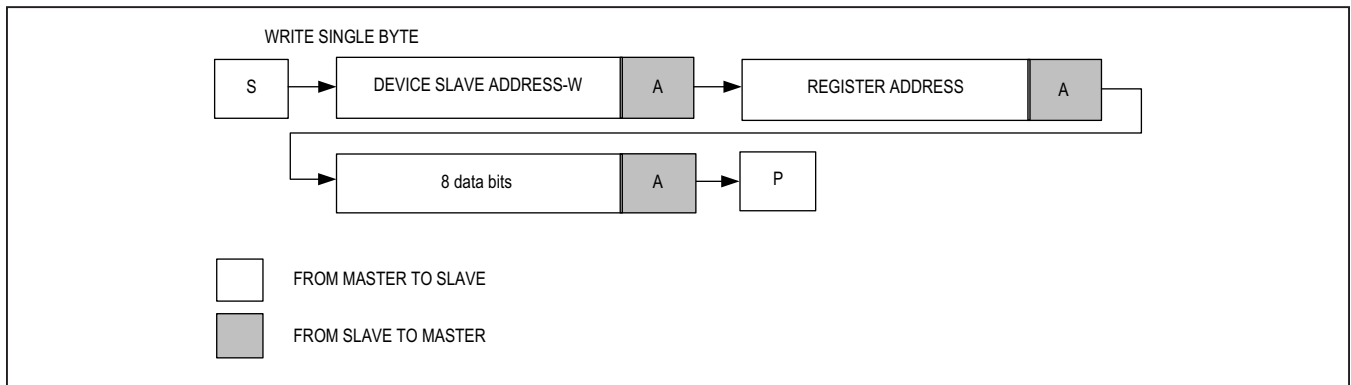 WRITE SINGLE BYTE
S DEVICE SLAVE ADDRESS-W A REGISTER ADDRESS A
8 data bits A P
FROM MASTER TO SLAVE
FROM SLAVE TO MASTER